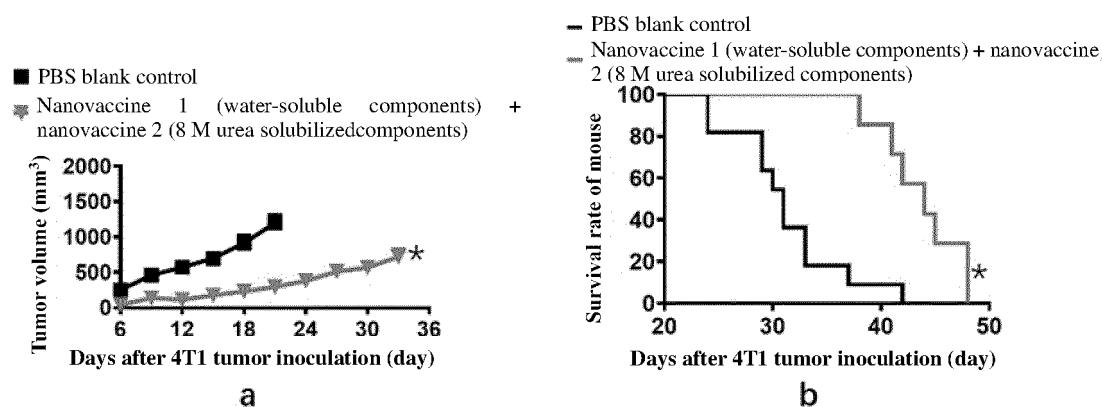 PBS blank control
Nanovaccine 1 (water-soluble components) +
nanovaccine 2 (8 M urea solubilizedcomponents)
Tumor volume (mm³)
2000
1500
1000
500
0
*
6 12 18 24 30 36
Days after 4T1 tumor inoculation (day)
a
PBS blank control
Nanovaccine 1 (water-soluble components) + nanovaccine
2 (8 M urea solubilized components)
Survival rate of mouse
100
80
60
40
20
0
*
20 30 40 50
Days after 4T1 tumor inoculation (day)
b